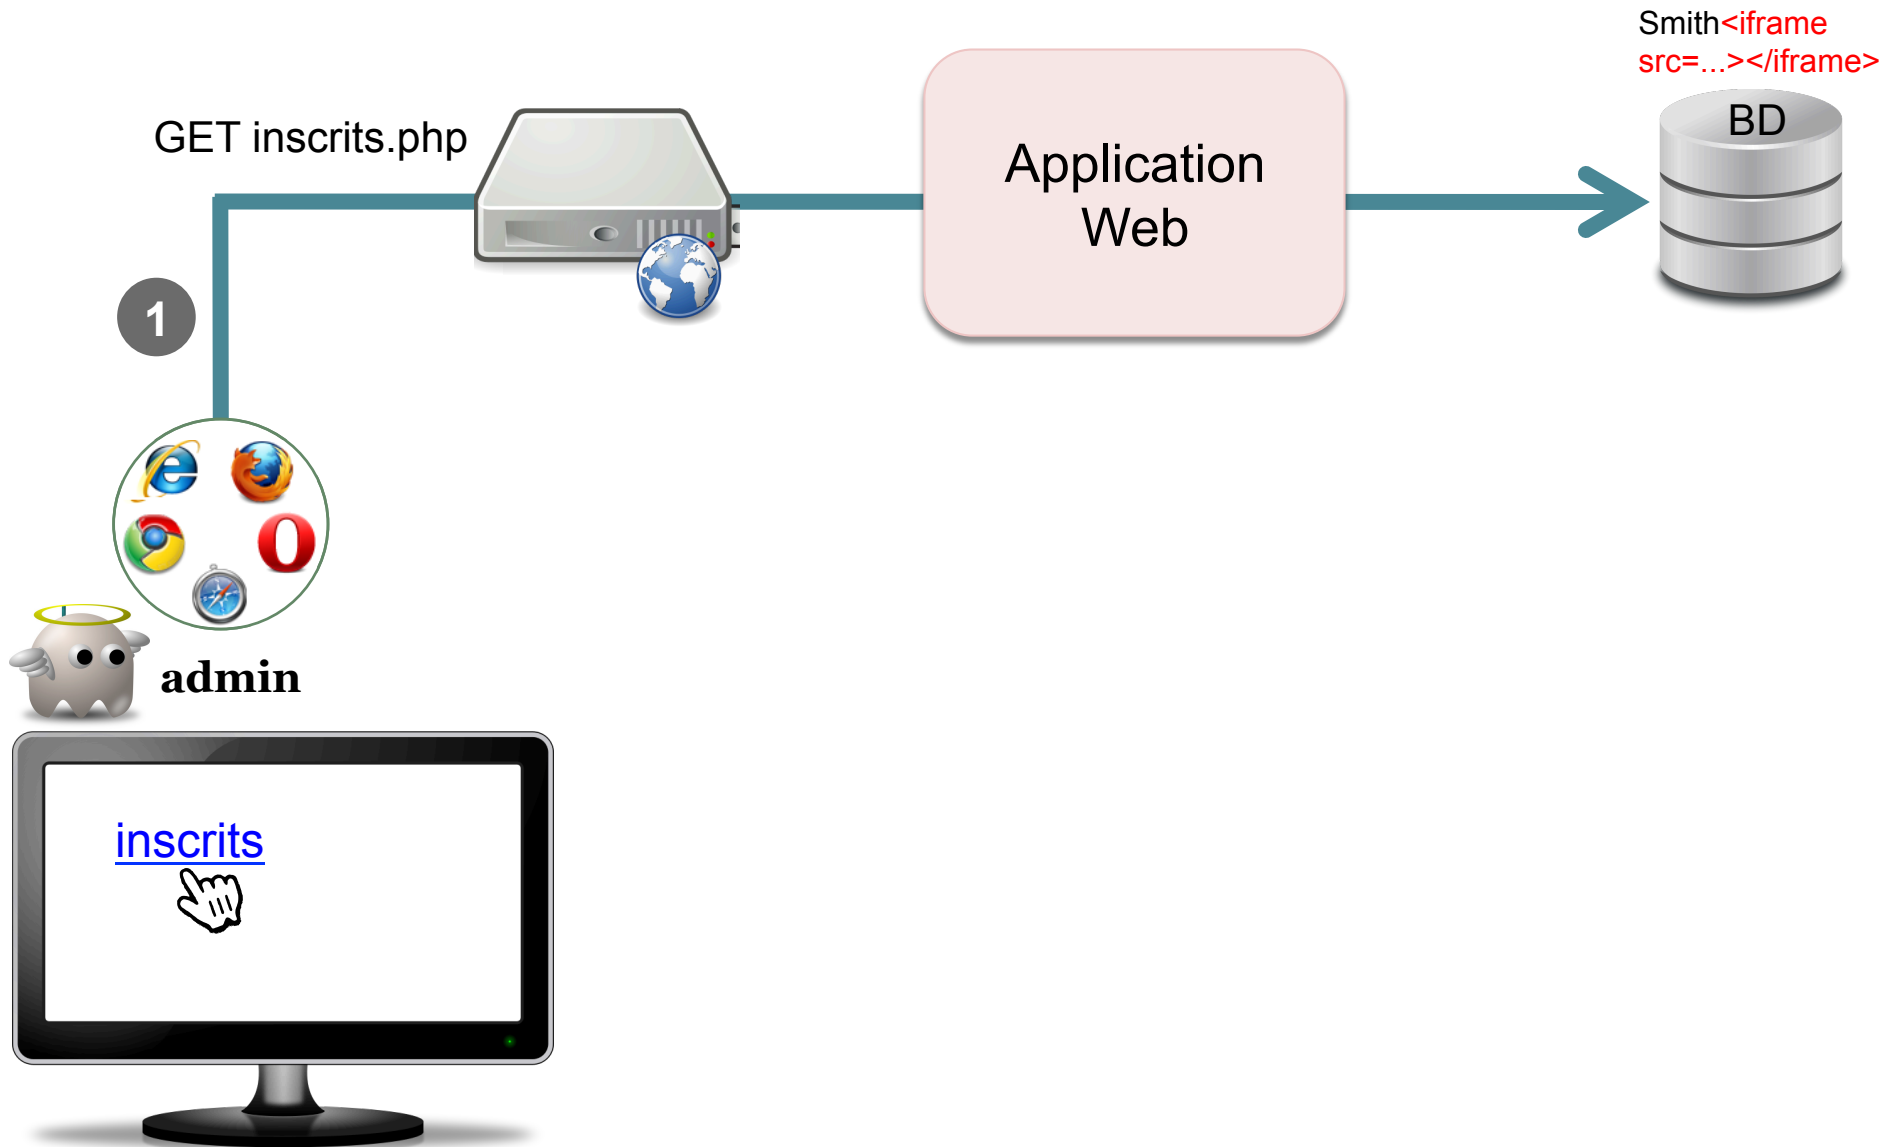 Smith<iframe
src=...></iframe>
BD
GET inscrits.php
Application
Web
1
admin
inscrits